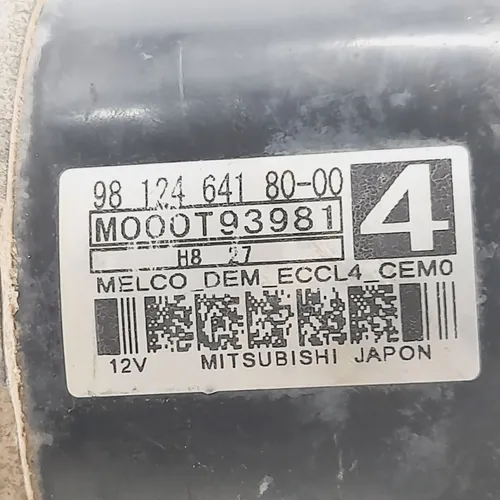 98 124 641 80-00
M000T93981
4
H8 27
MELCO_DEM_ECCL4_CEM0
12V MITSUBISHI JAPON